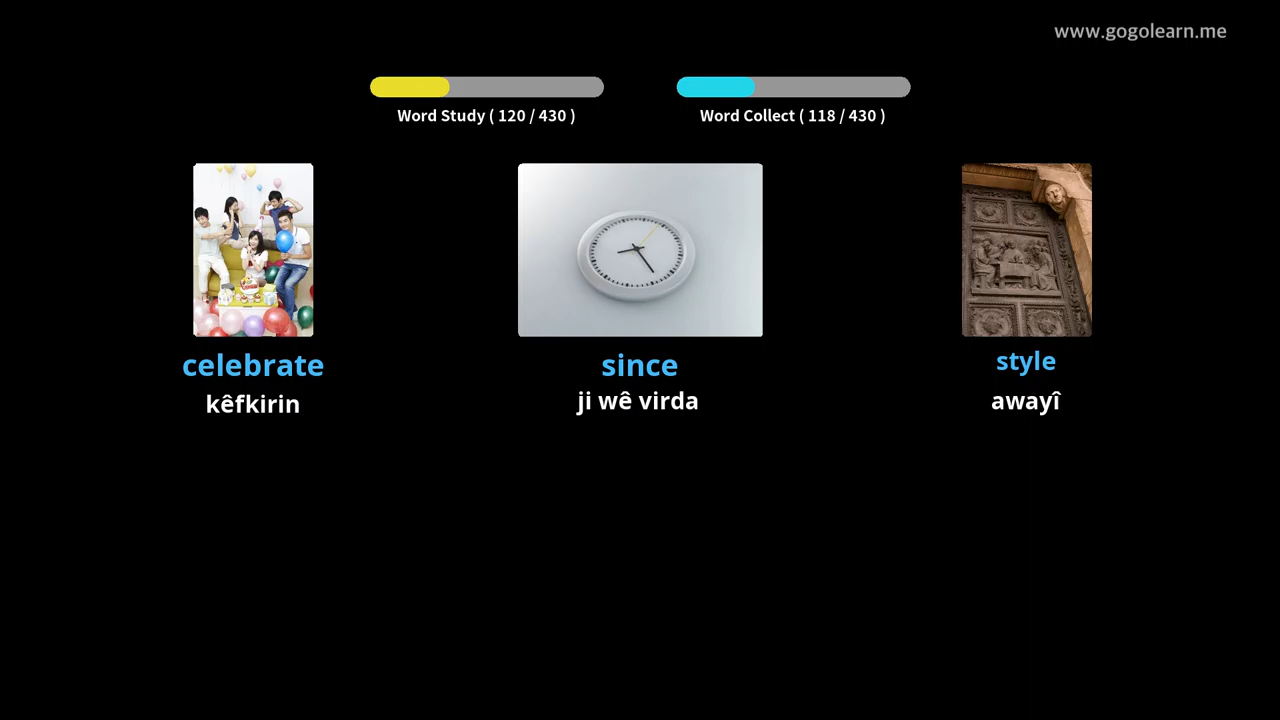 www.gogolearn.me
Word Study ( 120 / 430 )
Word Collect ( 118 / 430 )
celebrate
kêfkirin
since
ji wê virda
style
awayî